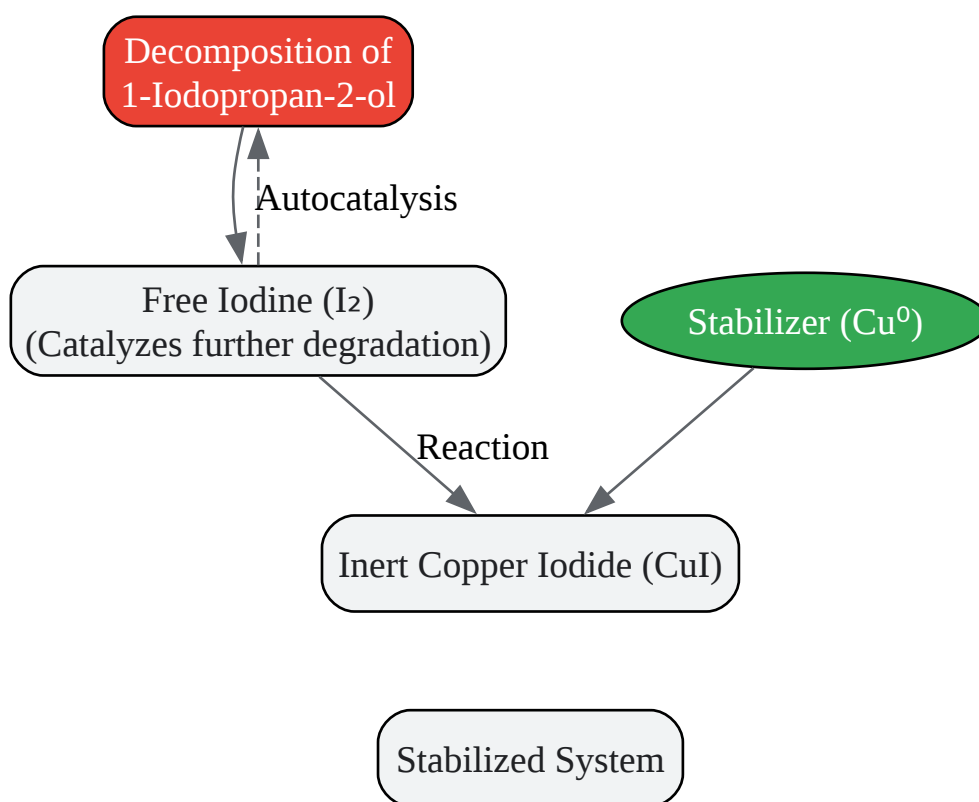 Decomposition of
1-Iodopropan-2-ol
Autocatalysis
Free Iodine (I₂)
(Catalyzes further degradation)
Stabilizer (Cu⁰)
Reaction
Inert Copper Iodide (CuI)
Stabilized System